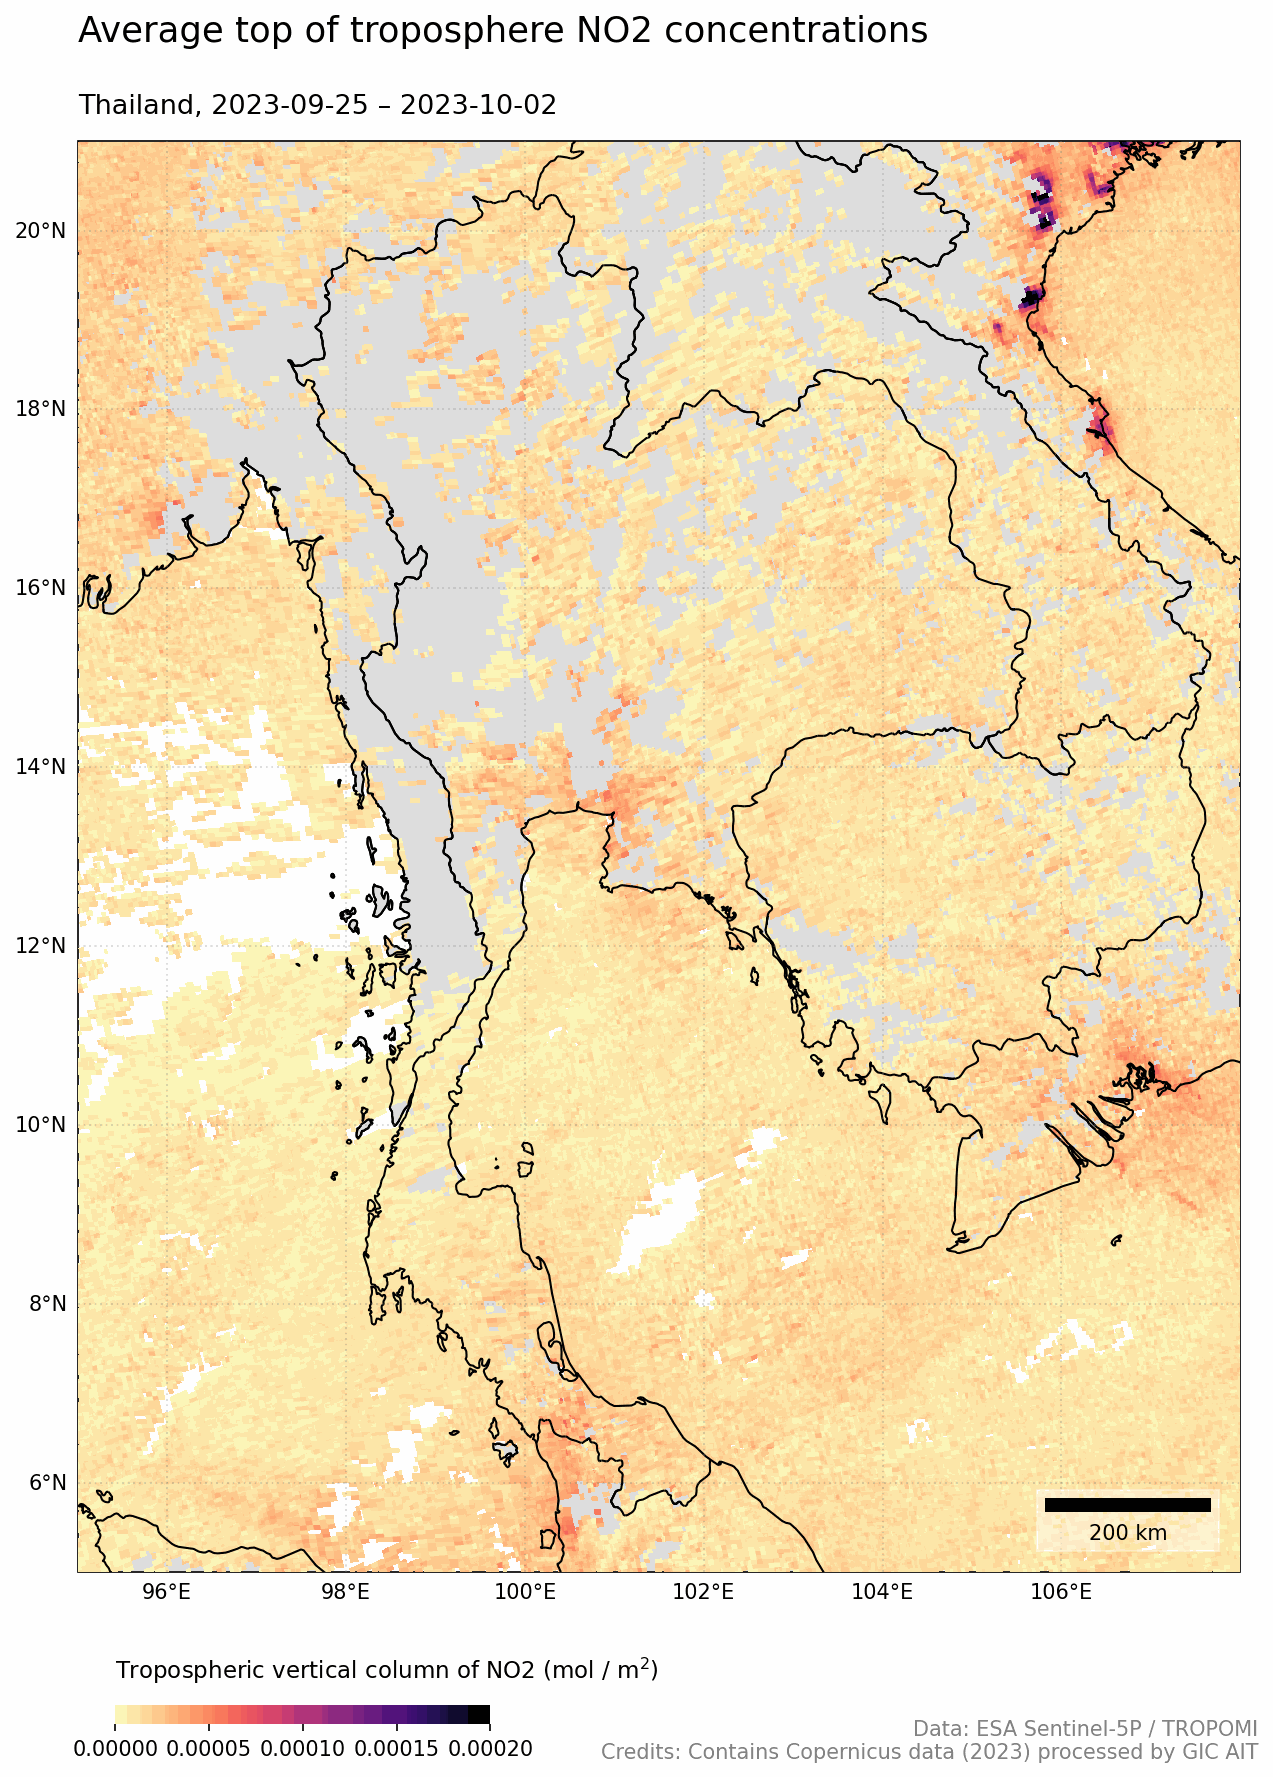 Average top of troposphere NO2 concentrations
Thailand, 2023-09-25 – 2023-10-02
20°N
18°N
16°N
14°N
12°N
10°N
8°N
6°N
200 km
96°E 98°E 100°E 102°E 104°E 106°E
Tropospheric vertical column of NO2 (mol / m²)
0.00000 0.00005 0.00010 0.00015 0.00020
Data: ESA Sentinel-5P / TROPOMI
Credits: Contains Copernicus data (2023) processed by GIC AIT